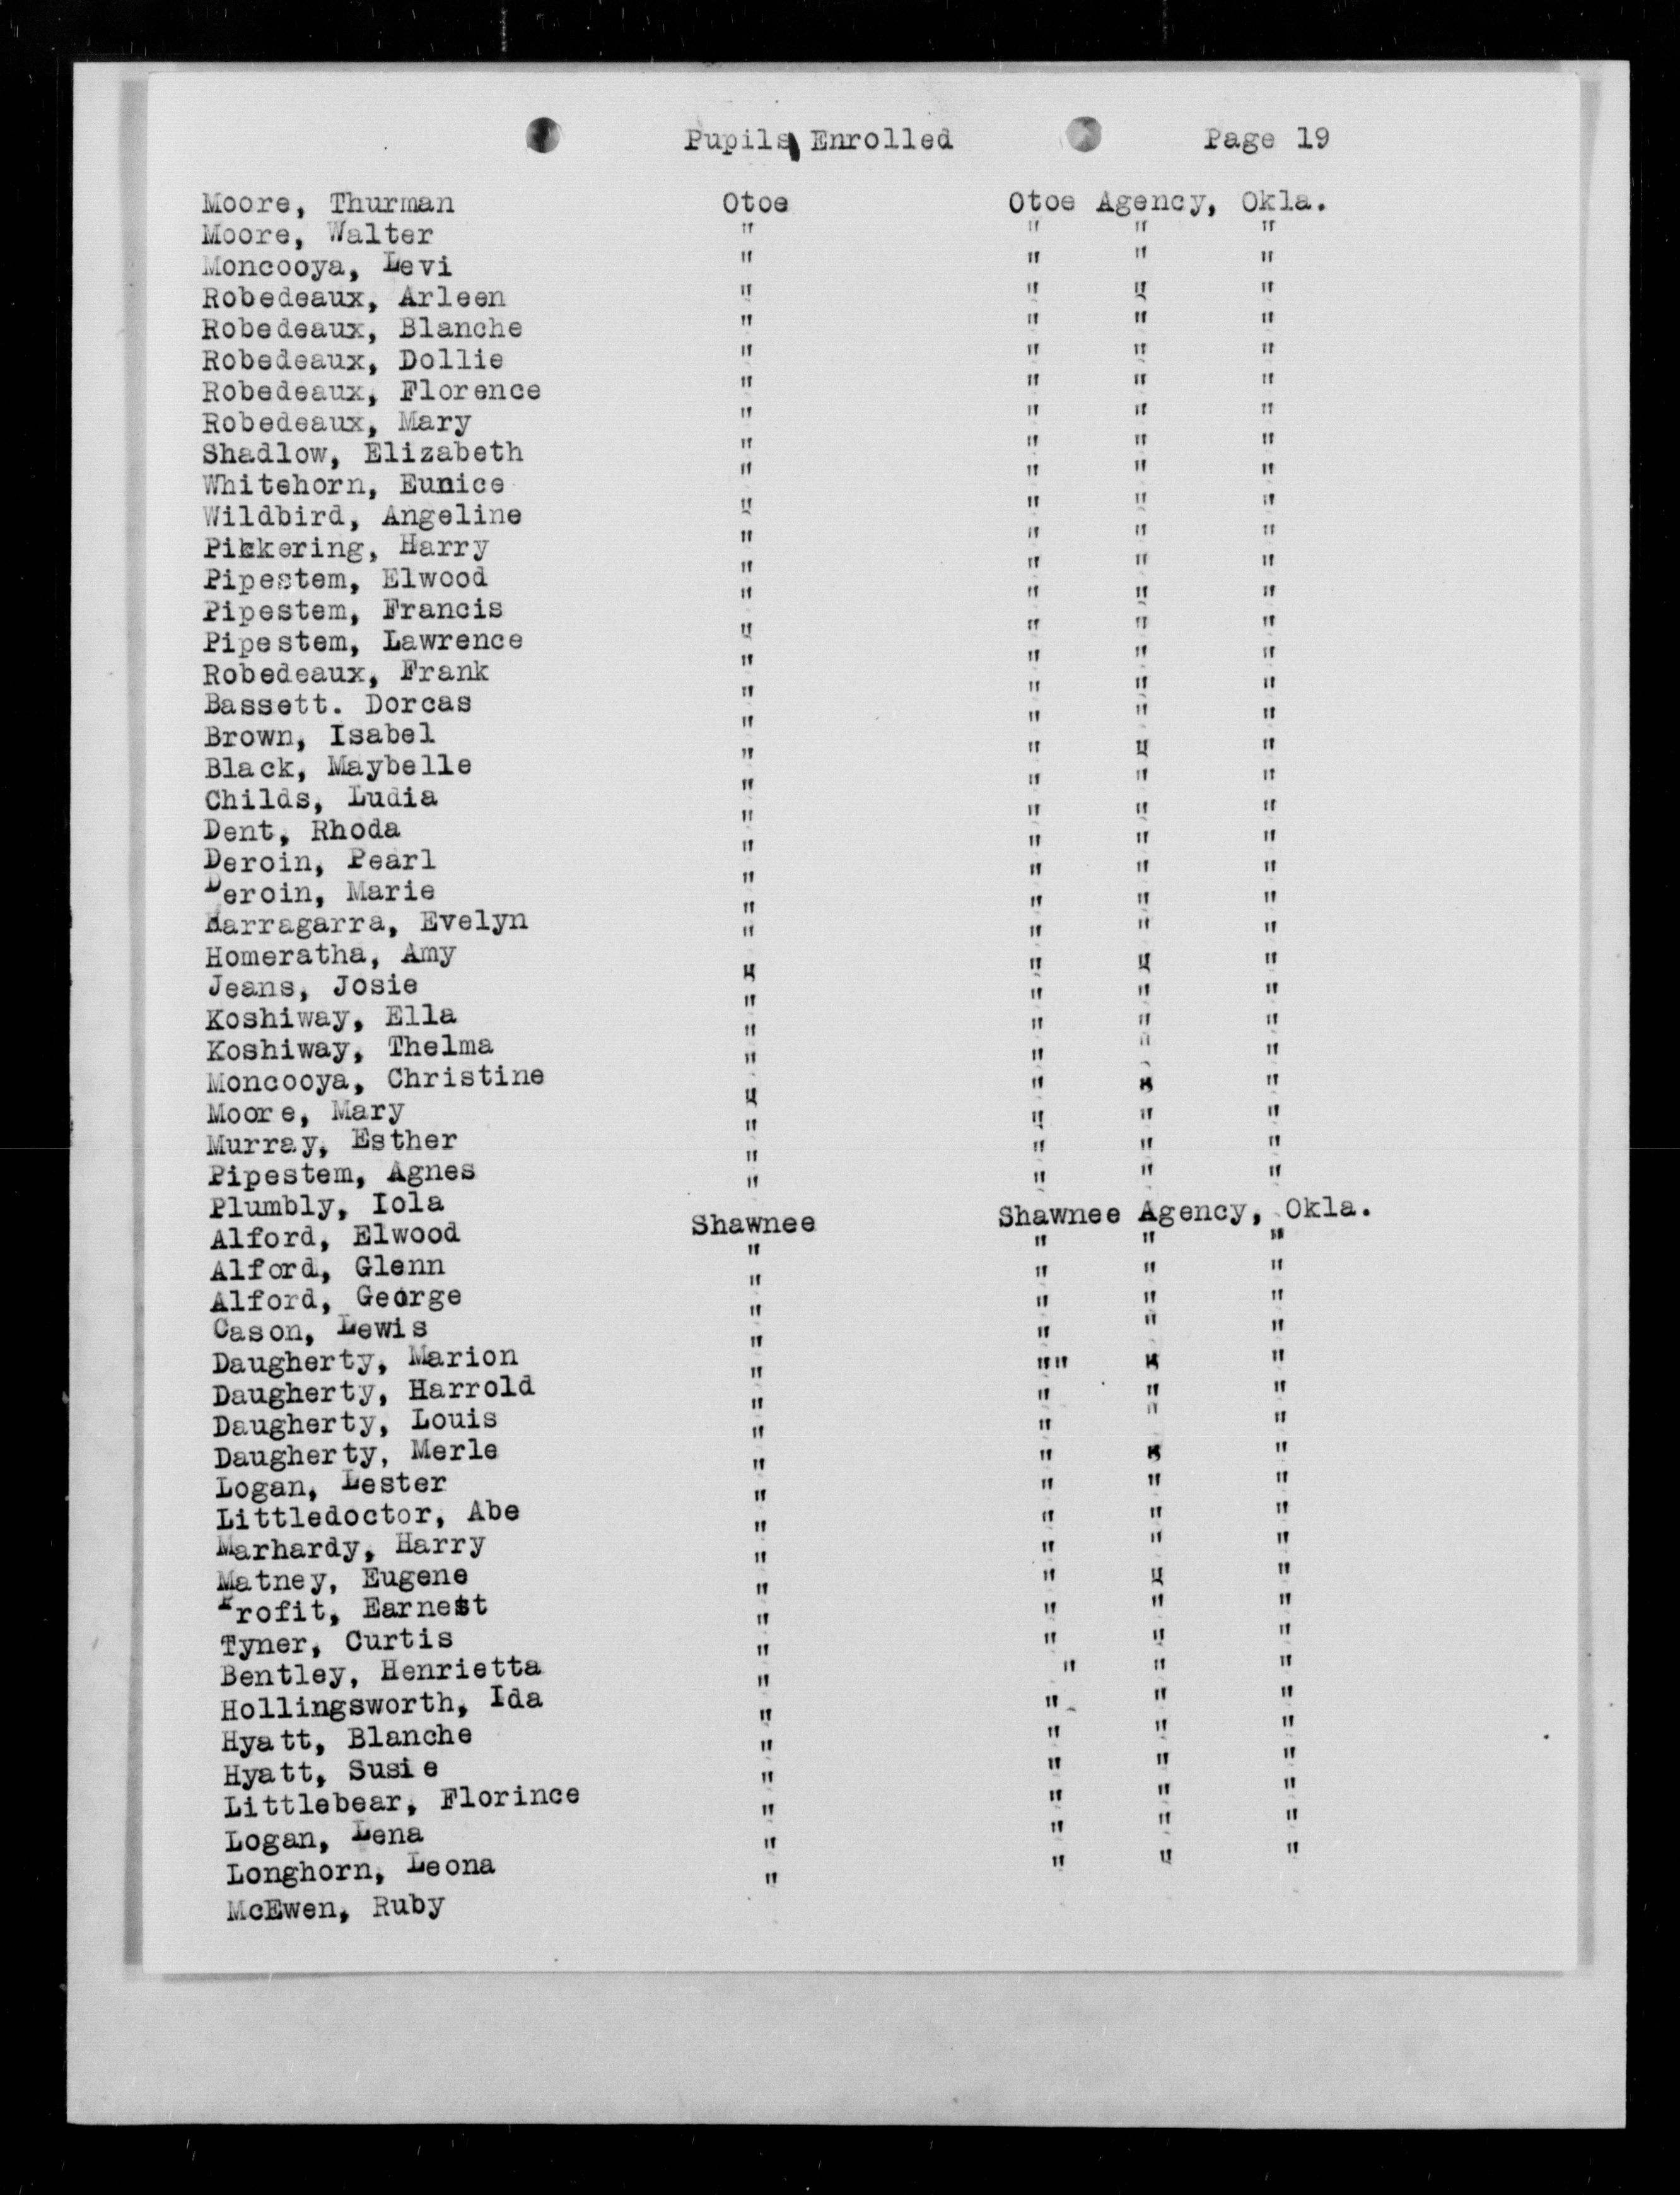 Pupils Enrolled Page 19
Moore, Thurman Otoe Otoe Agency, Okla.
Moore, Walter " " " "
Moncooya, Levi " " " "
Robedeaux, Arleen " " " "
Robedeaux, Blanche " " " "
Robedeaux, Dollie " " " "
Robedeaux, Florence " " " "
Robedeaux, Mary " " " "
Shadlow, Elizabeth " " " "
Whitehorn, Eunice " " " "
Wildbird, Angeline " " " "
Pikkering, Harry " " " "
Pipestem, Elwood " " " "
Pipestem, Francis " " " "
Pipestem, Lawrence " " " "
Robedeaux, Frank " " " "
Bassett. Dorcas " " " "
Brown, Isabel " " " "
Black, Maybelle " " " "
Childs, Ludia " " " "
Dent, Rhoda " " " "
Deroin, Pearl " " " "
Deroin, Marie " " " "
Harragarra, Evelyn " " " "
Homeratha, Amy " " " "
Jeans, Josie " " " "
Koshiway, Ella " " " "
Koshiway, Thelma " " " "
Moncooya, Christine " " " "
Moore, Mary " " " "
Murray, Esther " " " "
Pipestem, Agnes " " " "
Plumbly, Iola " " " "
Alford, Elwood Shawnee Shawnee Agency, Okla.
Alford, Glenn " " " "
Alford, George " " " "
Cason, Lewis " " " "
Daugherty, Marion " " " "
Daugherty, Harrold " "" " "
Daugherty, Louis " " " "
Daugherty, Merle " " " "
Logan, Lester " " " "
Littledoctor, Abe " " " "
Marhardy, Harry " " " "
Matney, Eugene " " " "
Profit, Earnest " " " "
Tyner, Curtis " " " "
Bentley, Henrietta " " " "
Hollingsworth, Ida " " " "
Hyatt, Blanche " " " "
Hyatt, Susie " " " "
Littlebear, Florince " " " "
Logan, Lena " " " "
Longhorn, Leona " " " "
McEwen, Ruby " " " "